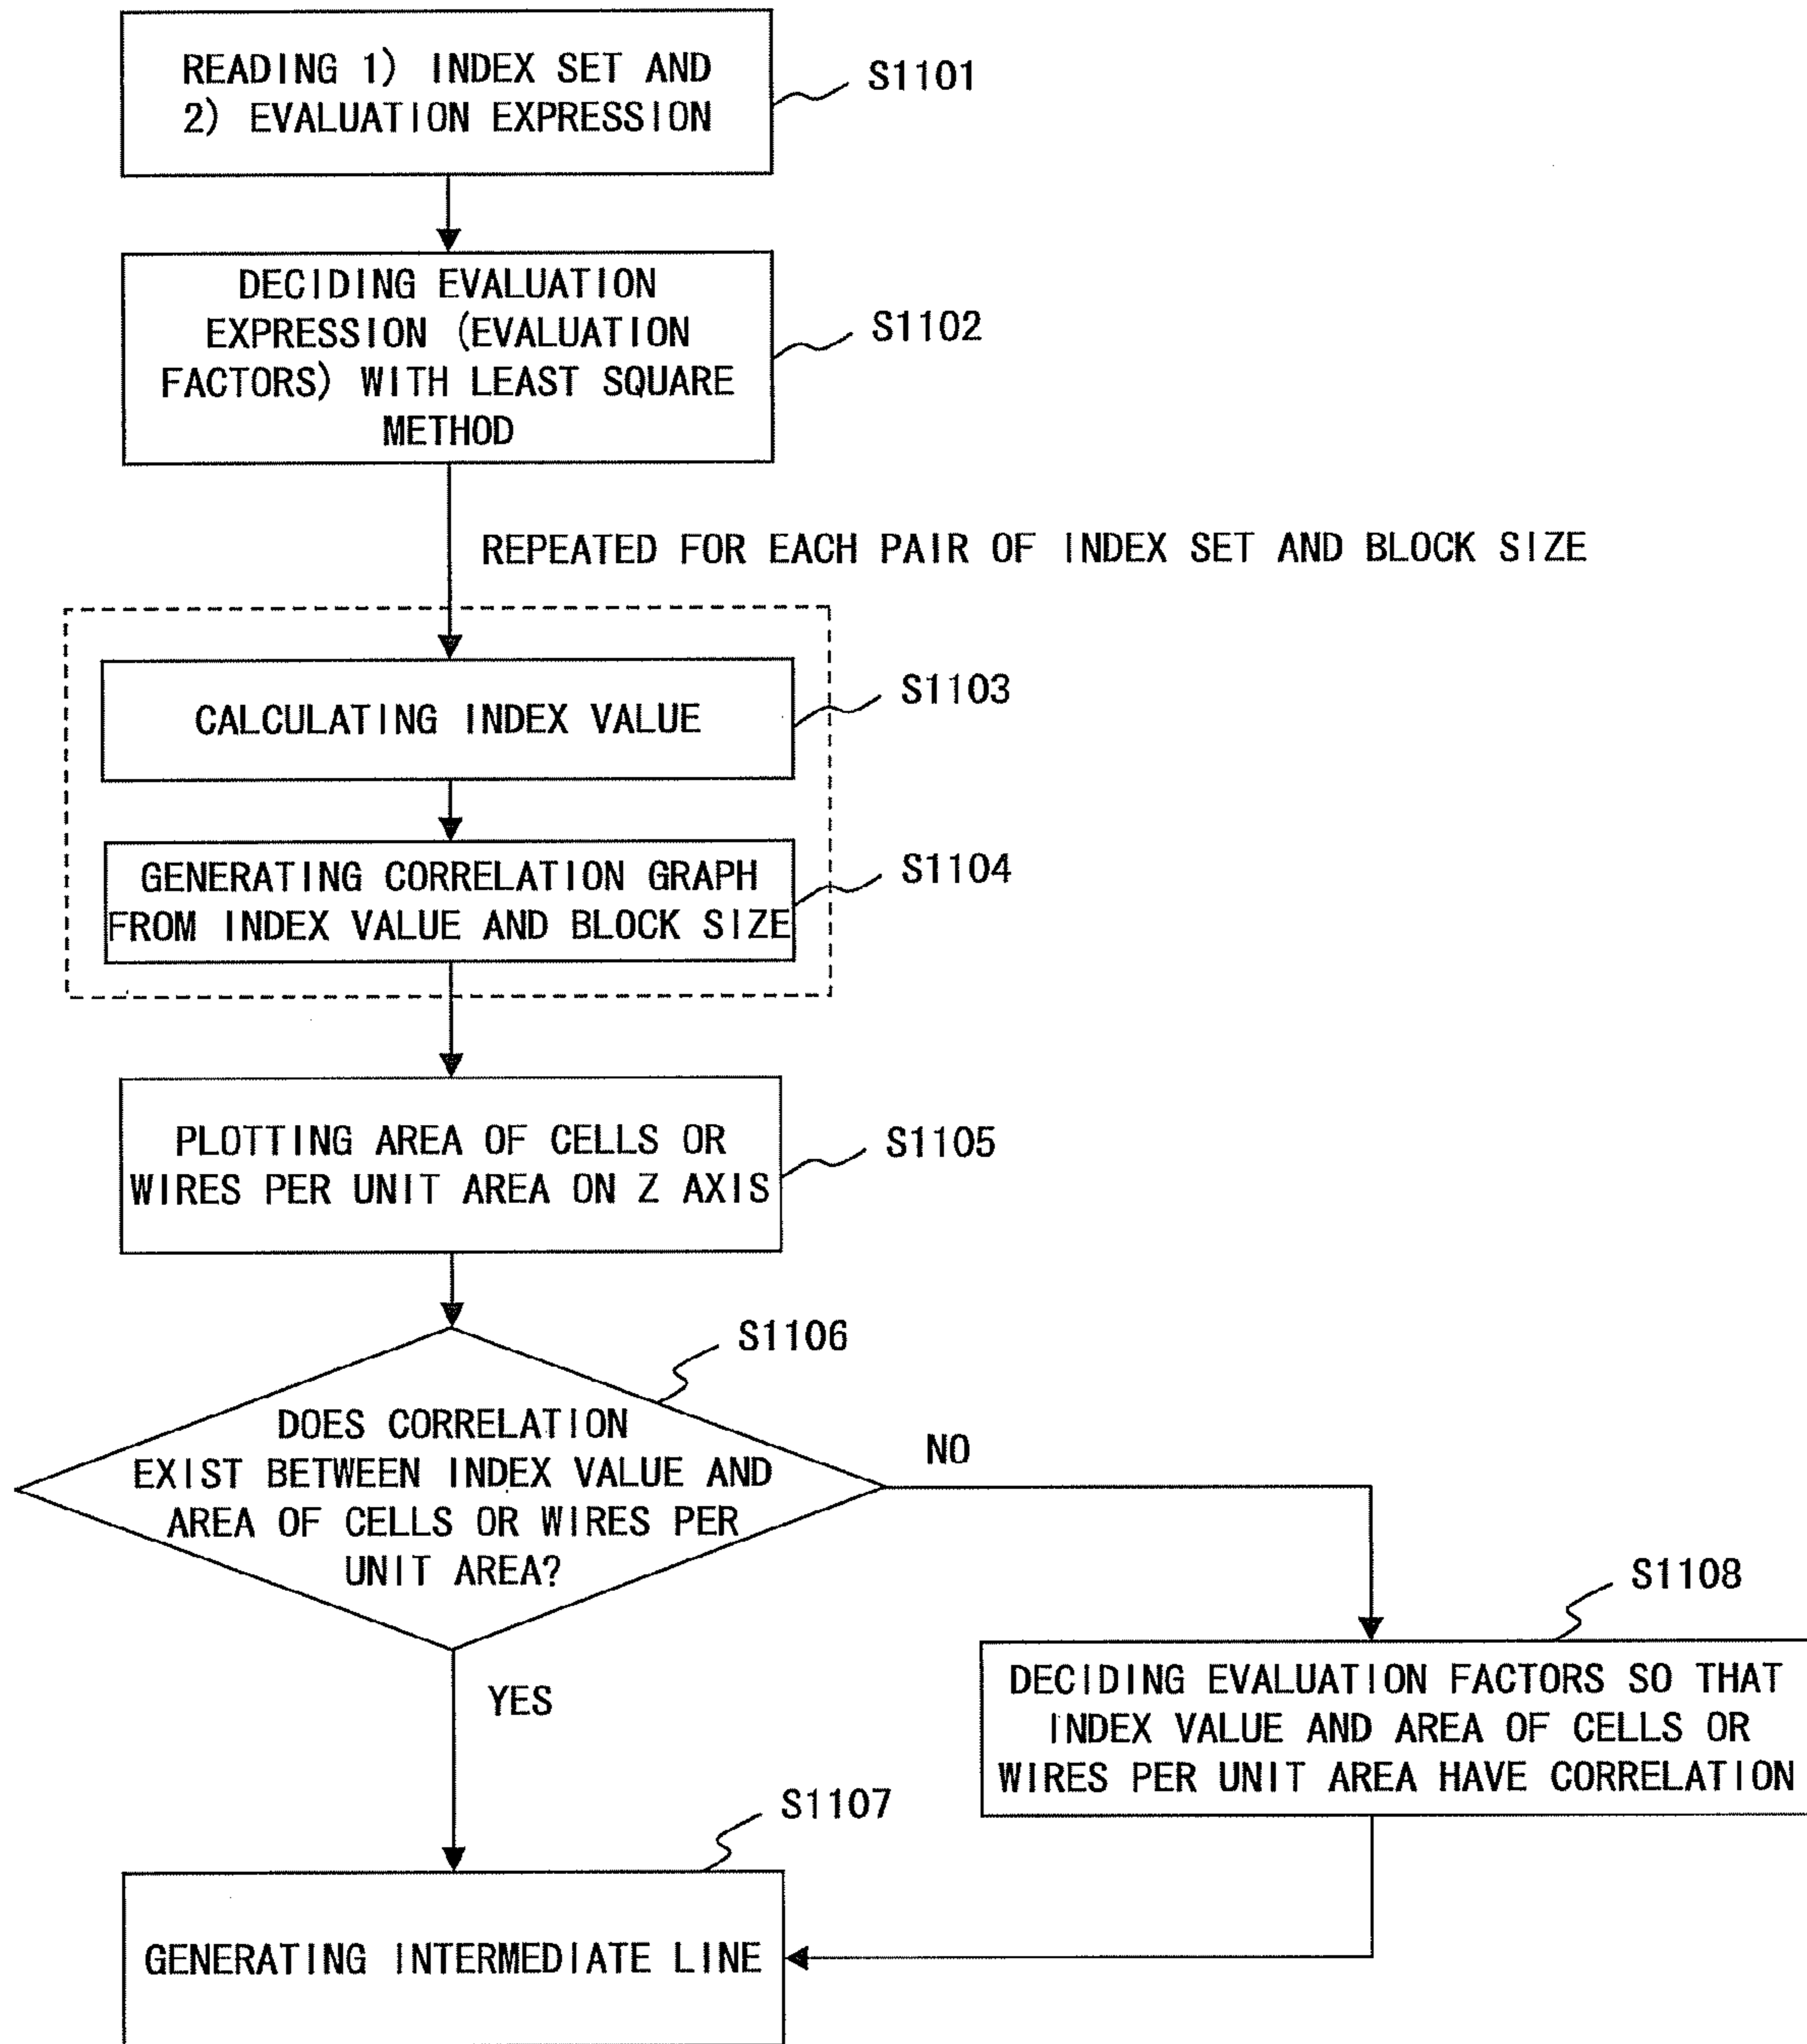 READING 1) INDEX SET AND
2) EVALUATION EXPRESSION
S1101
DECIDING EVALUATION
EXPRESSION (EVALUATION
FACTORS) WITH LEAST SQUARE
METHOD
S1102
REPEATED FOR EACH PAIR OF INDEX SET AND BLOCK SIZE
CALCULATING INDEX VALUE
S1103
GENERATING CORRELATION GRAPH
FROM INDEX VALUE AND BLOCK SIZE
S1104
PLOTTING AREA OF CELLS OR
WIRES PER UNIT AREA ON Z AXIS
S1105
S1106
DOES CORRELATION
EXIST BETWEEN INDEX VALUE AND
AREA OF CELLS OR WIRES PER
UNIT AREA?
NO
YES
S1108
DECIDING EVALUATION FACTORS SO THAT
INDEX VALUE AND AREA OF CELLS OR
WIRES PER UNIT AREA HAVE CORRELATION
S1107
GENERATING INTERMEDIATE LINE